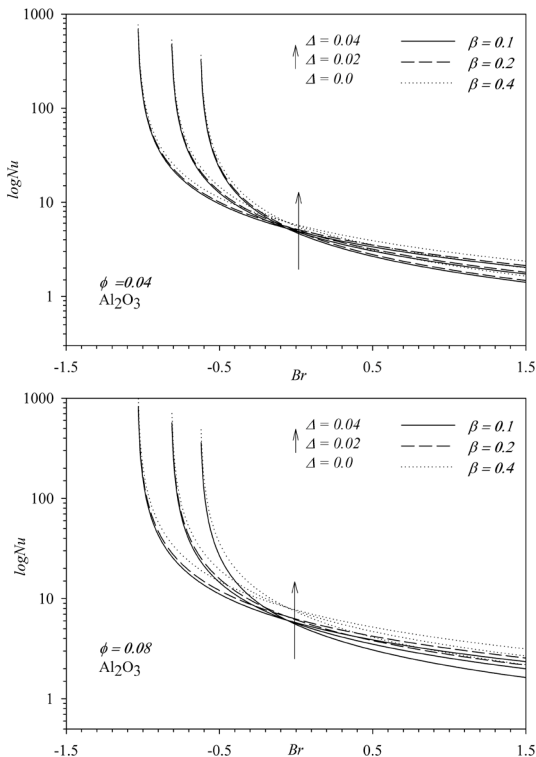 1000
Δ = 0.04
β = 0.1
Δ = 0.02
β = 0.2
Δ = 0.0
β = 0.4
100
logNu
10
1
ϕ =0.04
Al2O3
-1.5
-0.5
0.5
1.5
Br
1000
Δ = 0.04
β = 0.1
Δ = 0.02
β = 0.2
Δ = 0.0
β = 0.4
100
logNu
10
1
ϕ = 0.08
Al2O3
-1.5
-0.5
Br
0.5
1.5